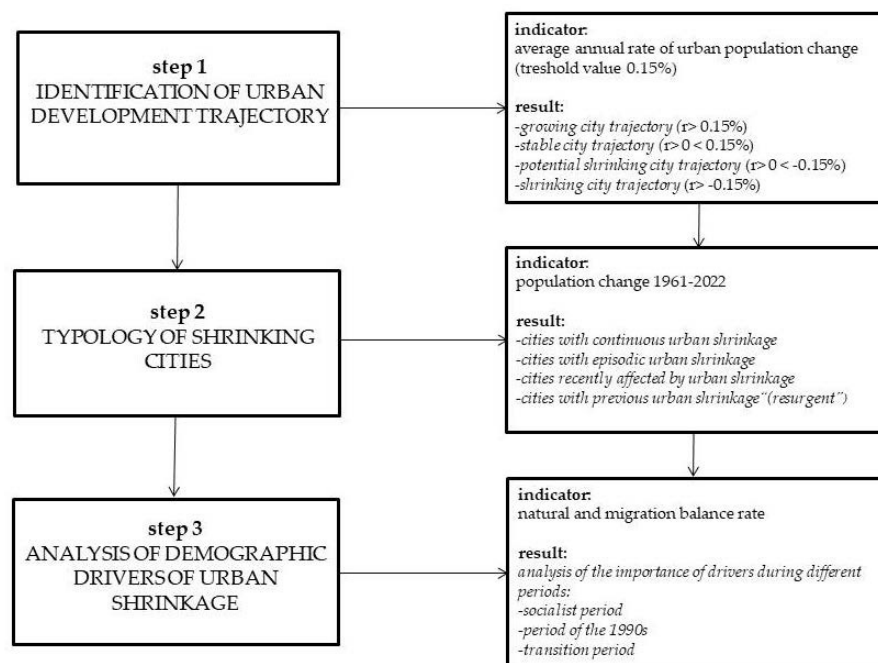 step 1
IDENTIFICATION OF URBAN
DEVELOPMENT TRAJECTORY
indicator:
average annual rate of urban population change
(treshold value 0.15%)
result:
-growing city trajectory (r> 0.15%)
-stable city trajectory (r> 0 < 0.15%)
-potential shrinking city trajectory (r> 0 < -0.15%)
-shrinking city trajectory (r> -0.15%)
step 2
TYPOLOGY OF SHRINKING
CITIES
indicator:
population change 1961-2022
result:
-cities with continuous urban shrinkage
-cities with episodic urban shrinkage
-cities recently affected by urban shrinkage
-cities with previous urban shrinkage"(resurgent")
step 3
ANALYSIS OF DEMOGRAPHIC
DRIVERS OF URBAN
SHRINKAGE
indicator:
natural and migration balance rate
result:
analysis of the importance of drivers during different
periods:
-socialist period
-period of the 1990s
-transition period